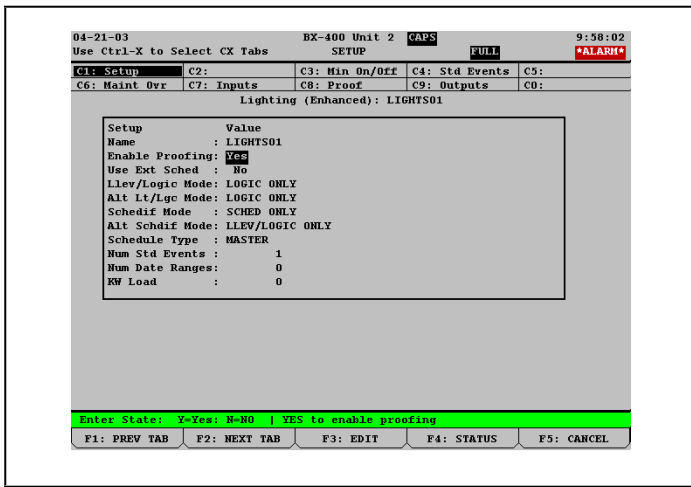 04-21-03 BX-400 Unit 2 CAPS 9:58:02
Use Ctrl-X to Select CX Tabs SETUP FULL *ALARM*
C1: Setup C2: C3: Min On/Off C4: Std Events C5:
C6: Maint Ovr C7: Inputs C8: Proof C9: Outputs C0:
Lighting (Enhanced): LIGHTS01
Setup Value
Name : LIGHTS01
Enable Proofing: Yes
Use Ext Sched : No
Llev/Logic Mode: LOGIC ONLY
Alt Lt/Lgc Mode: LOGIC ONLY
Schedif Mode : SCHED ONLY
Alt Schdif Mode: LLEV/LOGIC ONLY
Schedule Type : MASTER
Num Std Events : 1
Num Date Ranges: 0
KW Load : 0
Enter State: Y=Yes: N=NO | YES to enable proofing
F1: PREV TAB F2: NEXT TAB F3: EDIT F4: STATUS F5: CANCEL